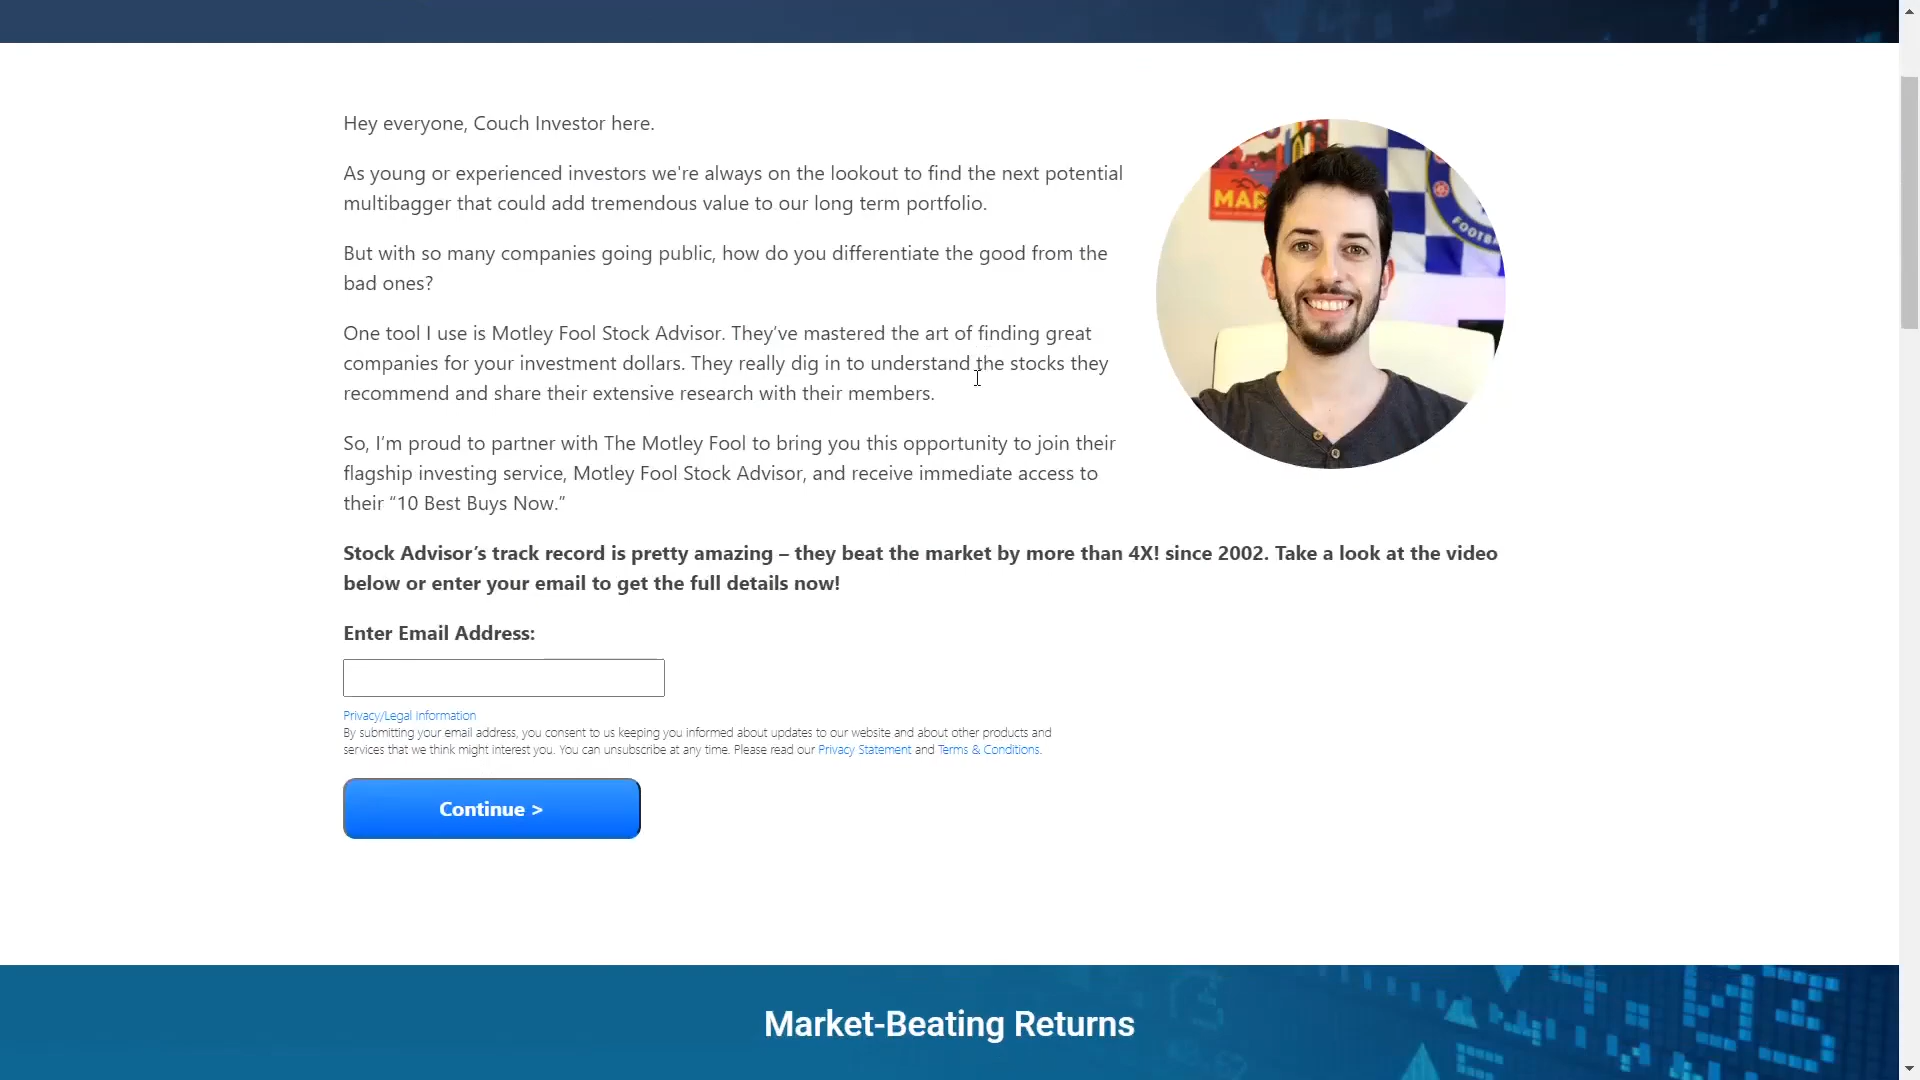 Hey everyone, Couch Investor here.
As young or experienced investors we're always on the lookout to find the next potential
multibagger that could add tremendous value to our long term portfolio.
But with so many companies going public, how do you differentiate the good from the
bad ones?
One tool I use is Motley Fool Stock Advisor. They’ve mastered the art of finding great
companies for your investment dollars. They really dig in to understand the stocks they
recommend and share their extensive research with their members.
So, I’m proud to partner with The Motley Fool to bring you this opportunity to join their
flagship investing service, Motley Fool Stock Advisor, and receive immediate access to
their “10 Best Buys Now.”
Stock Advisor’s track record is pretty amazing – they beat the market by more than 4X! since 2002. Take a look at the video
below or enter your email to get the full details now!
Enter Email Address:
Privacy/Legal Information
By submitting your email address, you consent to us keeping you informed about updates to our website and about other products and
services that we think might interest you. You can unsubscribe at any time. Please read our Privacy Statement and Terms & Conditions.
Continue >
Market-Beating Returns